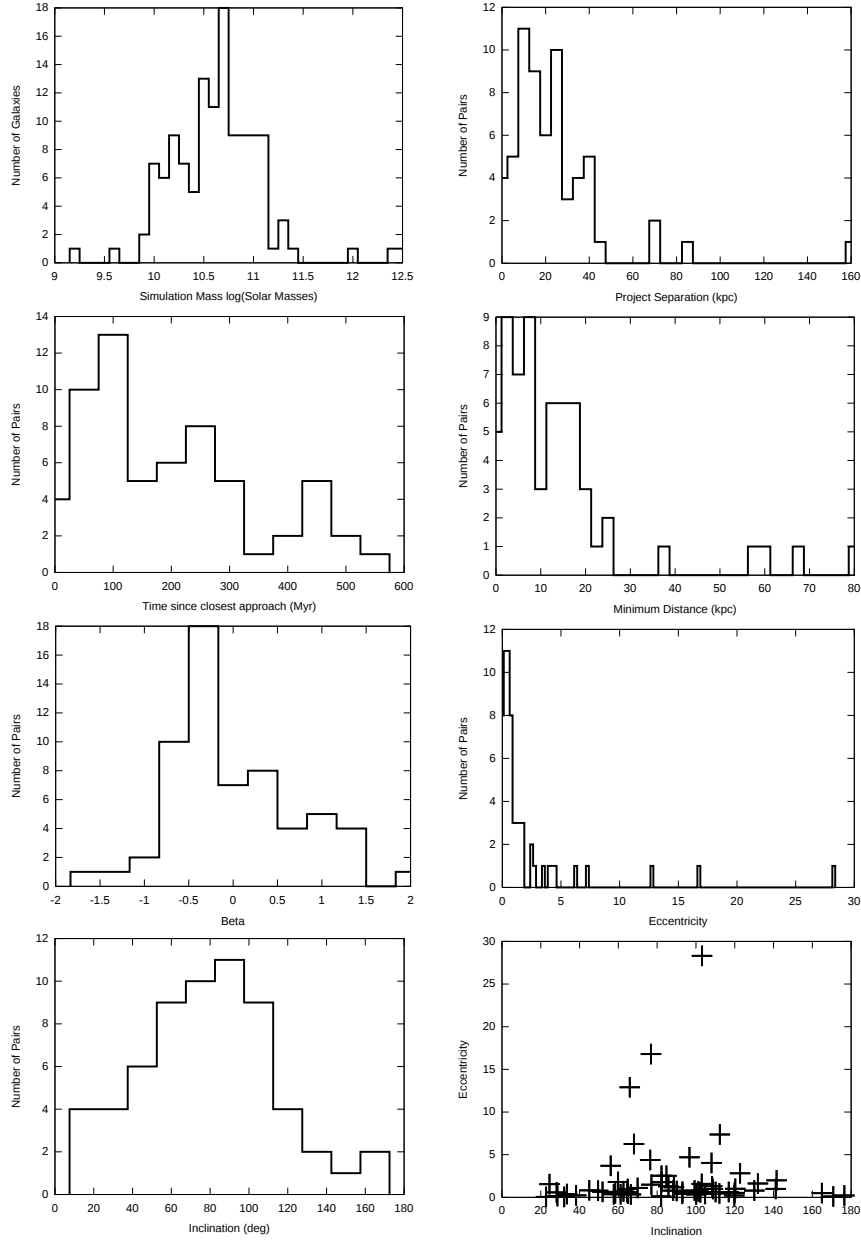 18
16
14
12
10
8
6
4
2
0
Number of Galaxies
9 9.5 10 10.5 11 11.5 12 12.5
Simulation Mass log(Solar Masses)
12
10
8
6
4
2
0
Number of Pairs
0 20 40 60 80 100 120 140 160
Project Separation (kpc)
14
12
10
8
6
4
2
0
Number of Pairs
0 100 200 300 400 500 600
Time since closest approach (Myr)
9
8
7
6
5
4
3
2
1
0
Number of Pairs
0 10 20 30 40 50 60 70 80
Minimum Distance (kpc)
18
16
14
12
10
8
6
4
2
0
Number of Pairs
-2 -1.5 -1 -0.5 0 0.5 1 1.5 2
Beta
12
10
8
6
4
2
0
Number of Pairs
0 5 10 15 20 25 30
Eccentricity
12
10
8
6
4
2
0
Number of Pairs
0 20 40 60 80 100 120 140 160 180
Inclination (deg)
30
25
20
15
10
5
0
Eccentricity
0 20 40 60 80 100 120 140 160 180
Inclination